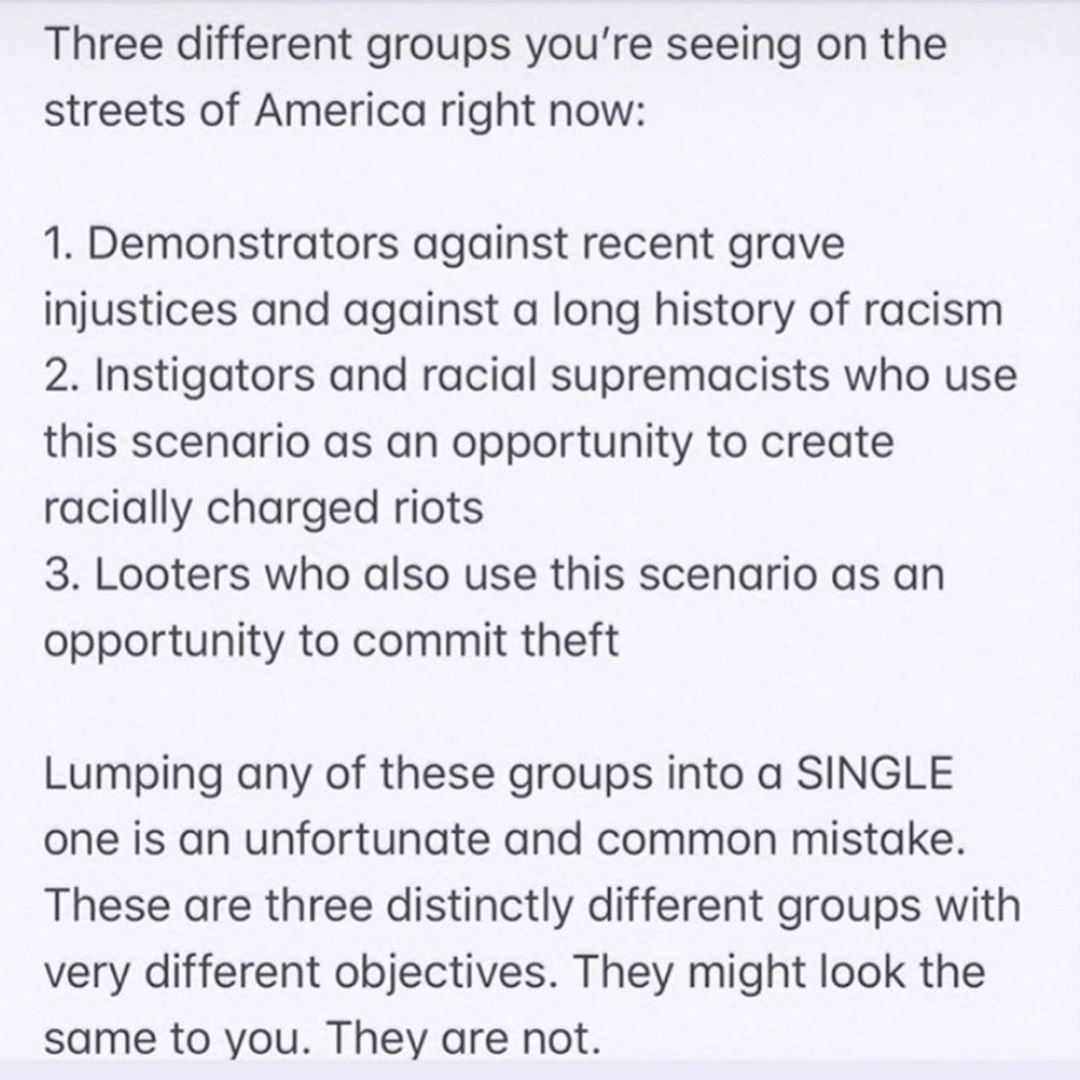 Three different groups you’re seeing on the
streets of America right now:
1. Demonstrators against recent grave
injustices and against a long history of racism
2. Instigators and racial supremacists who use
this scenario as an opportunity to create
racially charged riots
3. Looters who also use this scenario as an
opportunity to commit theft
Lumping any of these groups into a SINGLE
one is an unfortunate and common mistake.
These are three distinctly different groups with
very different objectives. They might look the
same to you. They are not.